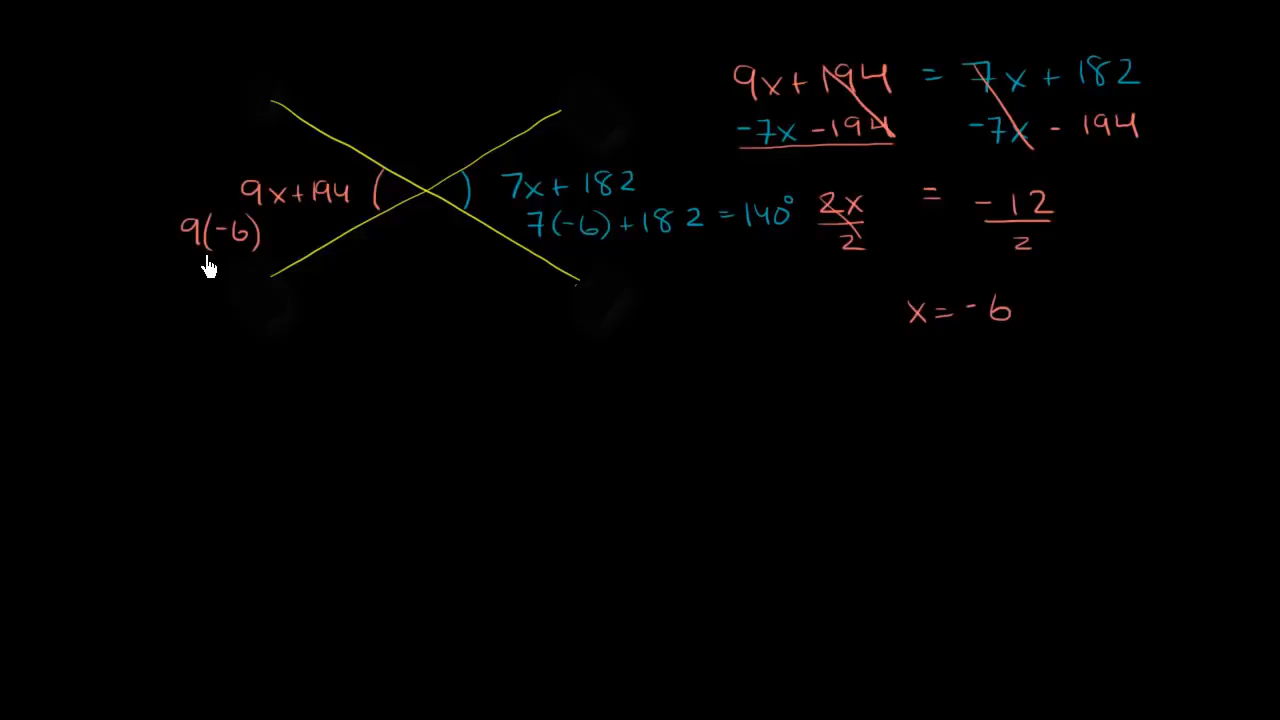 9x+194 = 7x+182
-7x -194 -7x - 194
9x+194
7x+182
9(-6)
7(-6)+182=140°
2x/2 = -12/2
x=-6